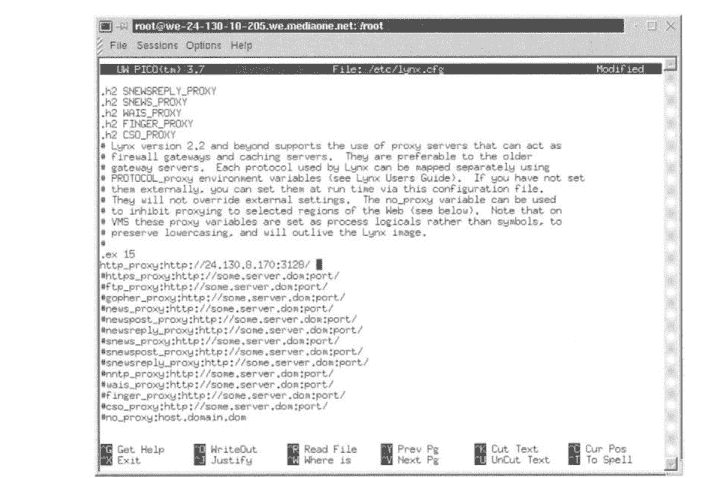 root@we-24-130-10-205.we.mediaone.net: /root
File Sessions Options Help
UW PICO(tm) 3.7 File: /etc/lynx.cfg Modified
.h2 SNEWSREPLY_PROXY
.h2 SNEWS_PROXY
.h2 WAIS_PROXY
.h2 FINGER_PROXY
.h2 CSO_PROXY
# Lynx version 2.2 and beyond supports the use of proxy servers that can act as
# firewall gateways and caching servers.  They are preferable to the older
# gateway servers.  Each protocol used by Lynx can be mapped separately using
# PROTOCOL_proxy environment variables (see Lynx Users Guide).  If you have not set
# them externally, you can set them at run time via this configuration file.
# They will not override external settings.  The no_proxy variable can be used
# to inhibit proxying to selected regions of the Web (see below).  Note that on
# VMS these proxy variables are set as process logicals rather than symbols, to
# preserve lowercasing, and will outlive the Lynx image.
#
.ex 15
http_proxy:http://24.130.8.170:3128/
#https_proxy:http://some.server.dom:port/
#ftp_proxy:http://some.server.dom:port/
#gopher_proxy:http://some.server.dom:port/
#news_proxy:http://some.server.dom:port/
#newspost_proxy:http://some.server.dom:port/
#newsreply_proxy:http://some.server.dom:port/
#snews_proxy:http://some.server.dom:port/
#snewspost_proxy:http://some.server.dom:port/
#snewsreply_proxy:http://some.server.dom:port/
#nntp_proxy:http://some.server.dom:port/
#wais_proxy:http://some.server.dom:port/
#finger_proxy:http://some.server.dom:port/
#cso_proxy:http://some.server.dom:port/
#no_proxy:host.domain.dom
^G Get Help ^O WriteOut ^R Read File ^Y Prev Pg ^K Cut Text ^C Cur Pos
^X Exit ^J Justify ^W Where is ^V Next Pg ^U UnCut Text ^T To Spell